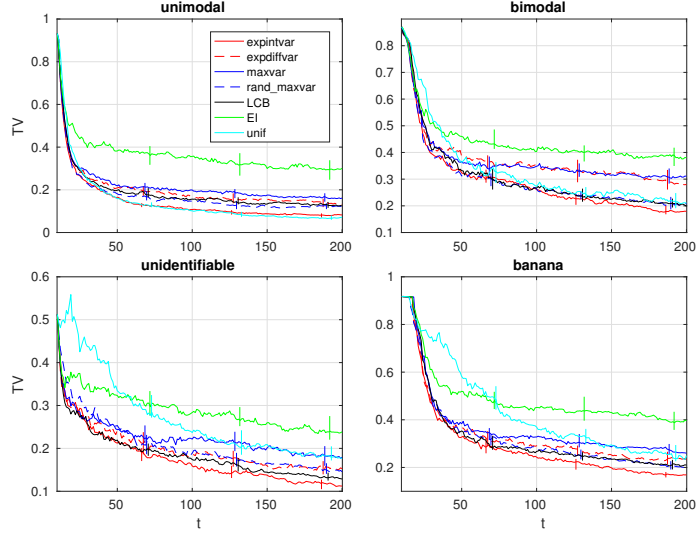 unimodal
bimodal
1
0.8
0.6
0.4
0.2
0
TV
50
100
150
200
expintvar
expdiffvar
maxvar
rand_maxvar
LCB
EI
unif
0.8
0.7
0.6
0.5
0.4
0.3
0.2
0.1
50
100
150
200
unidentifiable
banana
0.6
0.5
0.4
0.3
0.2
0.1
TV
50
100
150
200
t
1
0.8
0.6
0.4
0.2
50
100
150
200
t